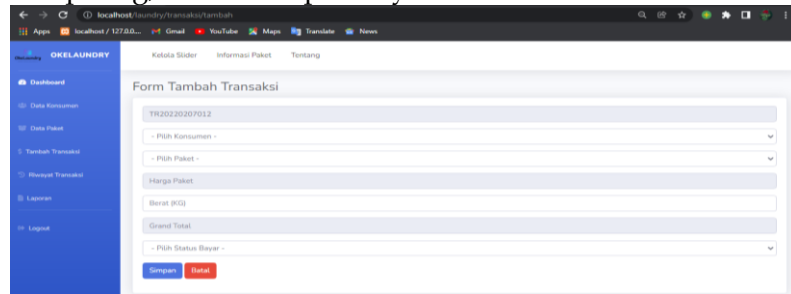 localhost/laundry/transaksi/tambah
Apps localhost / 127.0.0... Gmail YouTube Maps Translate News
OKELAUNDRY Kelola Slider Informasi Paket Tentang
Dashboard
Data Konsumen
Data Paket
Tambah Transaksi
Riwayat Transaksi
Laporan
Logout
Form Tambah Transaksi
TR20220207012
- Pilih Konsumen -
- Pilih Paket -
Harga Paket
Berat (KG)
Grand Total
- Pilih Status Bayar -
Simpan Batal